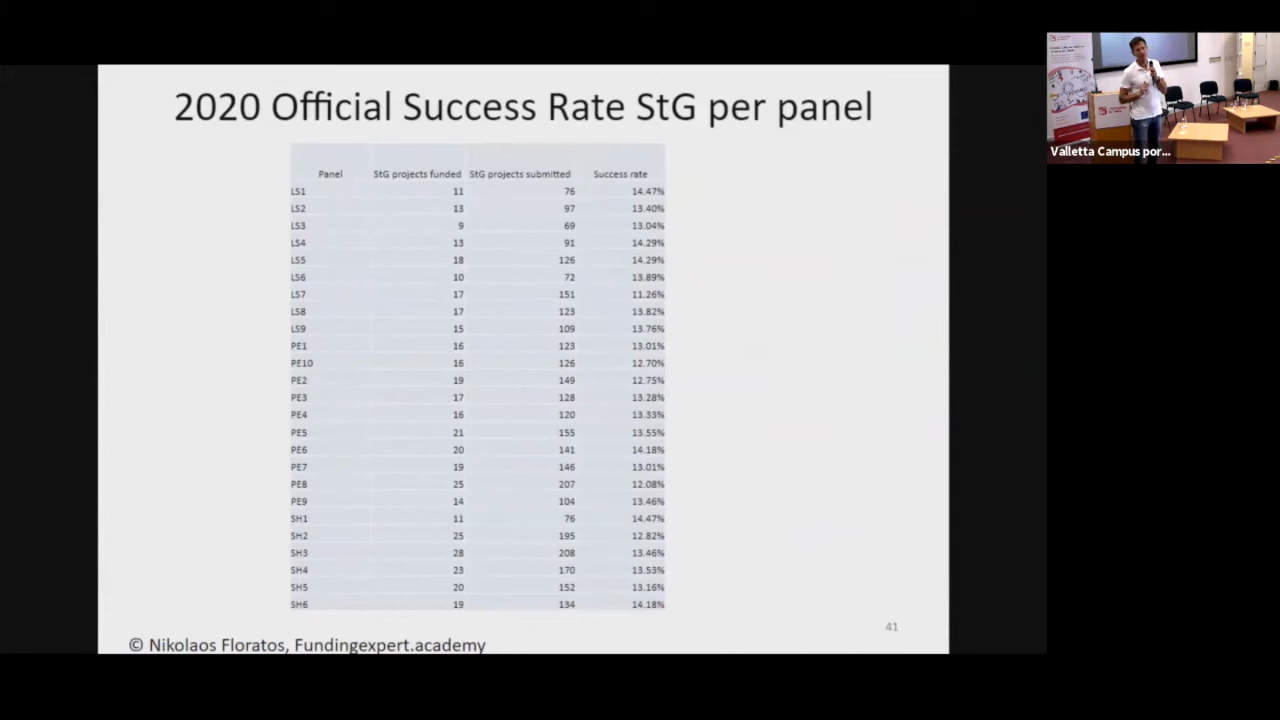 2020 Official Success Rate StG per panel
Panel StG projects funded StG projects submitted Success rate
LS1 11 76 14.47%
LS2 13 97 13.40%
LS3 9 69 13.04%
LS4 13 91 14.29%
LS5 18 126 14.29%
LS6 10 72 13.89%
LS7 17 151 11.26%
LS8 17 123 13.82%
LS9 15 109 13.76%
PE1 16 123 13.01%
PE10 16 126 12.70%
PE2 19 149 12.75%
PE3 17 128 13.28%
PE4 16 120 13.33%
PE5 21 155 13.55%
PE6 20 141 14.18%
PE7 19 146 13.01%
PE8 25 207 12.08%
PE9 14 104 13.46%
SH1 11 76 14.47%
SH2 25 195 12.82%
SH3 28 208 13.46%
SH4 23 170 13.53%
SH5 20 152 13.16%
SH6 19 134 14.18%
41
© Nikolaos Floratos, Fundingexpert.academy
Valletta Campus por...